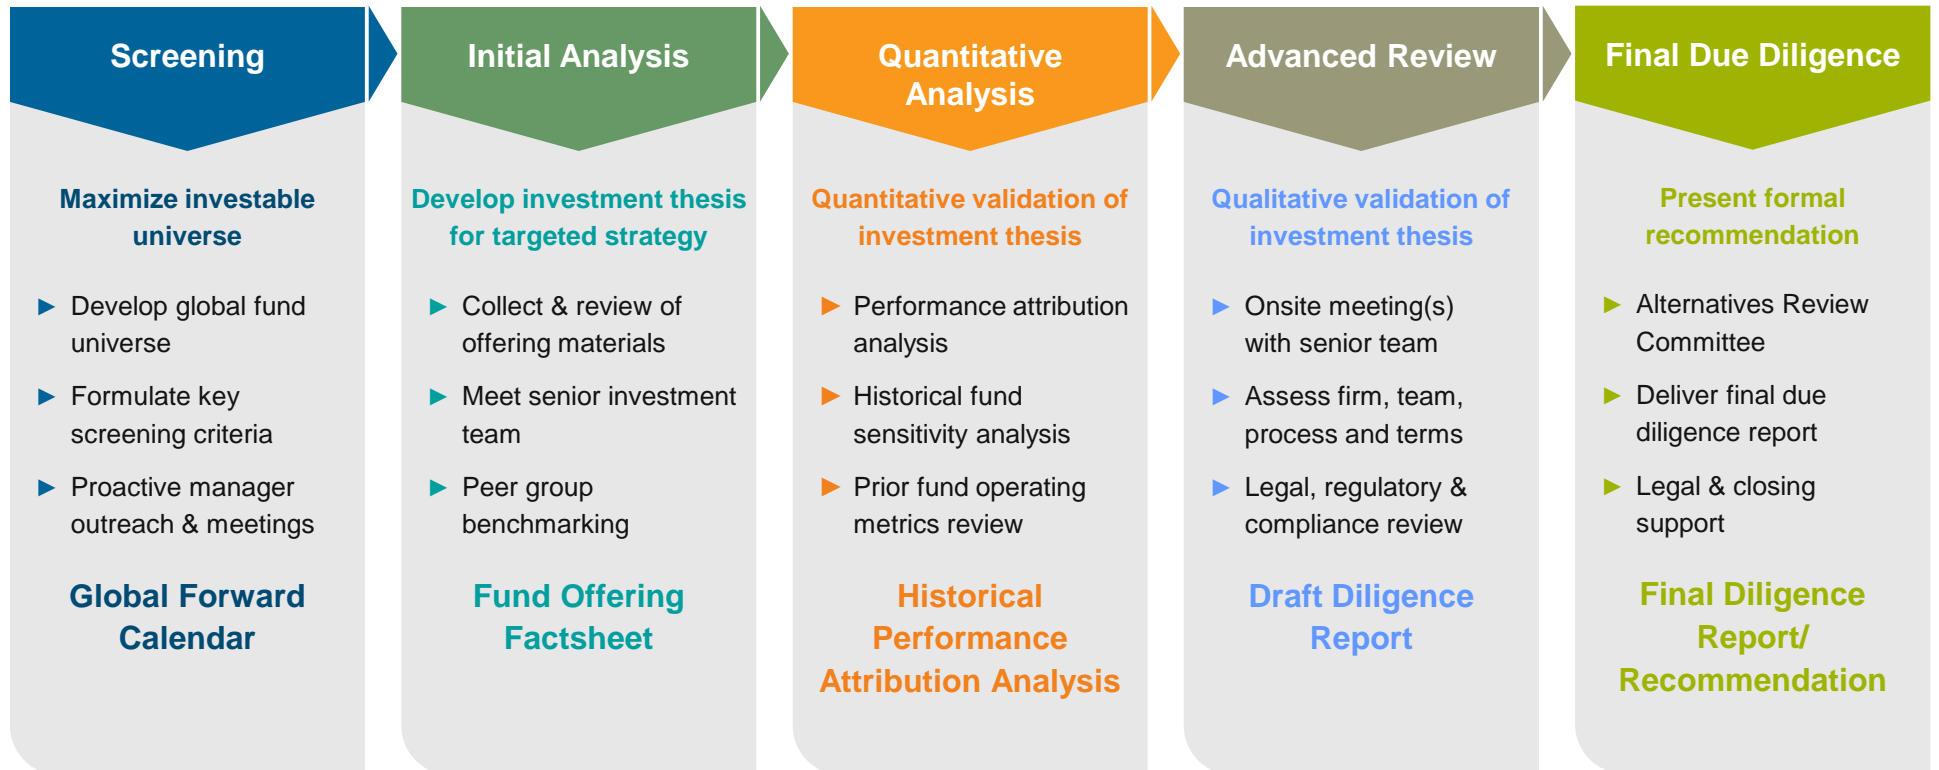 Screening
Maximize investable
universe
► Develop global fund
universe
► Formulate key
screening criteria
► Proactive manager
outreach & meetings
Global Forward
Calendar
Initial Analysis
Develop investment thesis
for targeted strategy
► Collect & review of
offering materials
► Meet senior investment
team
► Peer group
benchmarking
Fund Offering
Factsheet
Quantitative
Analysis
Quantitative validation of
investment thesis
► Performance attribution
analysis
► Historical fund
sensitivity analysis
► Prior fund operating
metrics review
Historical
Performance
Attribution Analysis
Advanced Review
Qualitative validation of
investment thesis
► Onsite meeting(s)
with senior team
► Assess firm, team,
process and terms
► Legal, regulatory &
compliance review
Draft Diligence
Report
Final Due Diligence
Present formal
recommendation
► Alternatives Review
Committee
► Deliver final due
diligence report
► Legal & closing
support
Final Diligence
Report/
Recommendation